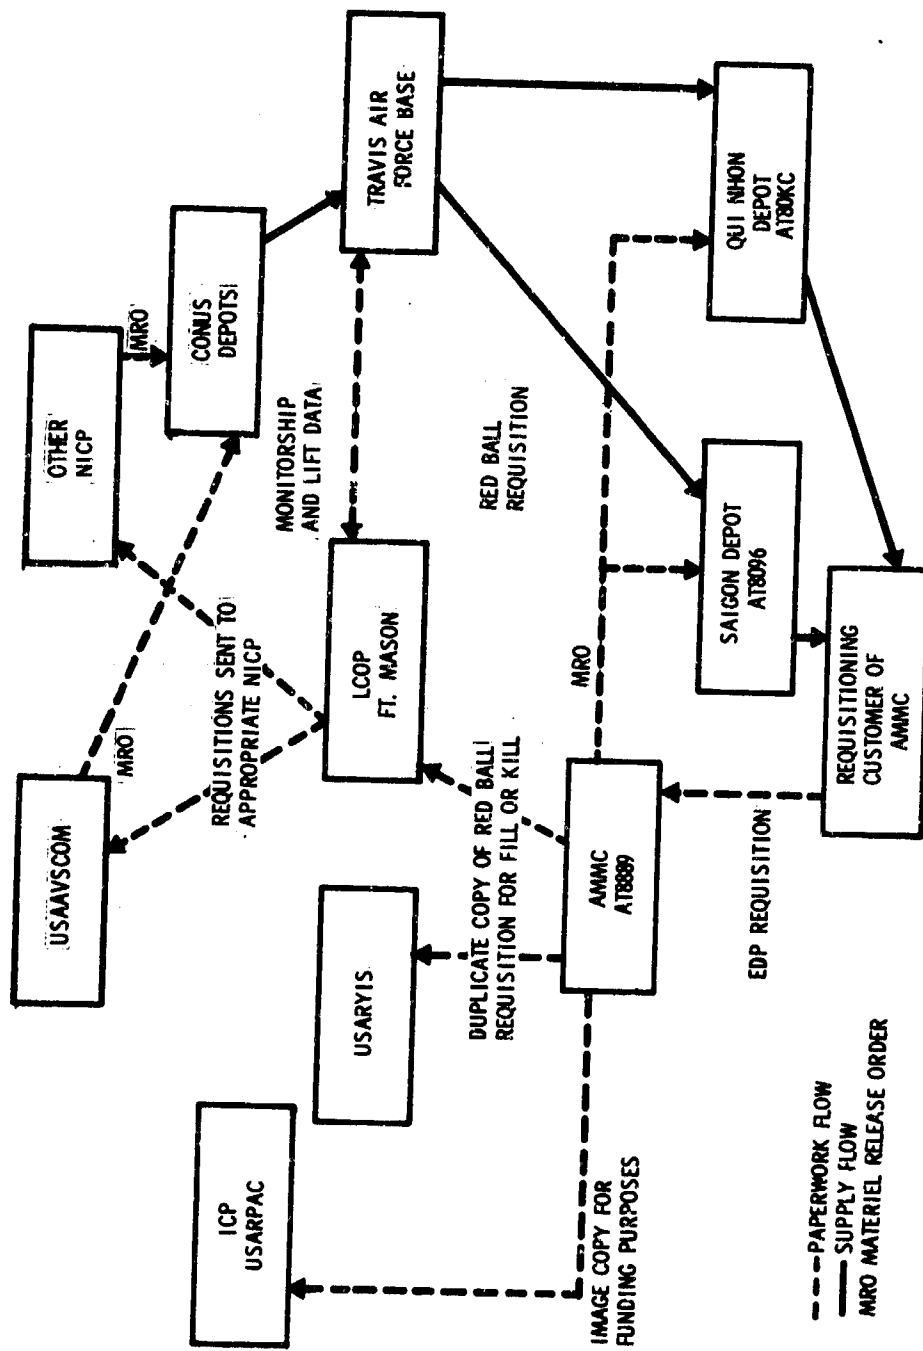 OTHER
NICP
MRO
CONUS
DEPOTS
TRAVIS AIR
FORCE BASE
USAAVSCOM
MRO
REQUISITIONS SENT TO
APPROPRIATE NICP
MONITORSHIP
AND LIFT DATA
LCOP
FT. MASON
RED BALL
REQUISITION
QUI NHON
DEPOT
AT80KC
ICP
USARPAC
USARYIS
DUPLICATE COPY OF RED BALL
REQUISITION FOR FILL OR KILL
MRO
SAIGON DEPOT
AT8096
AMMC
AT8889
IMAGE COPY FOR
FUNDING PURPOSES
EDP REQUISITION
REQUISITIONING
CUSTOMER OF
AMMC
PAPERWORK FLOW
SUPPLY FLOW
MRO MATERIEL RELEASE ORDER